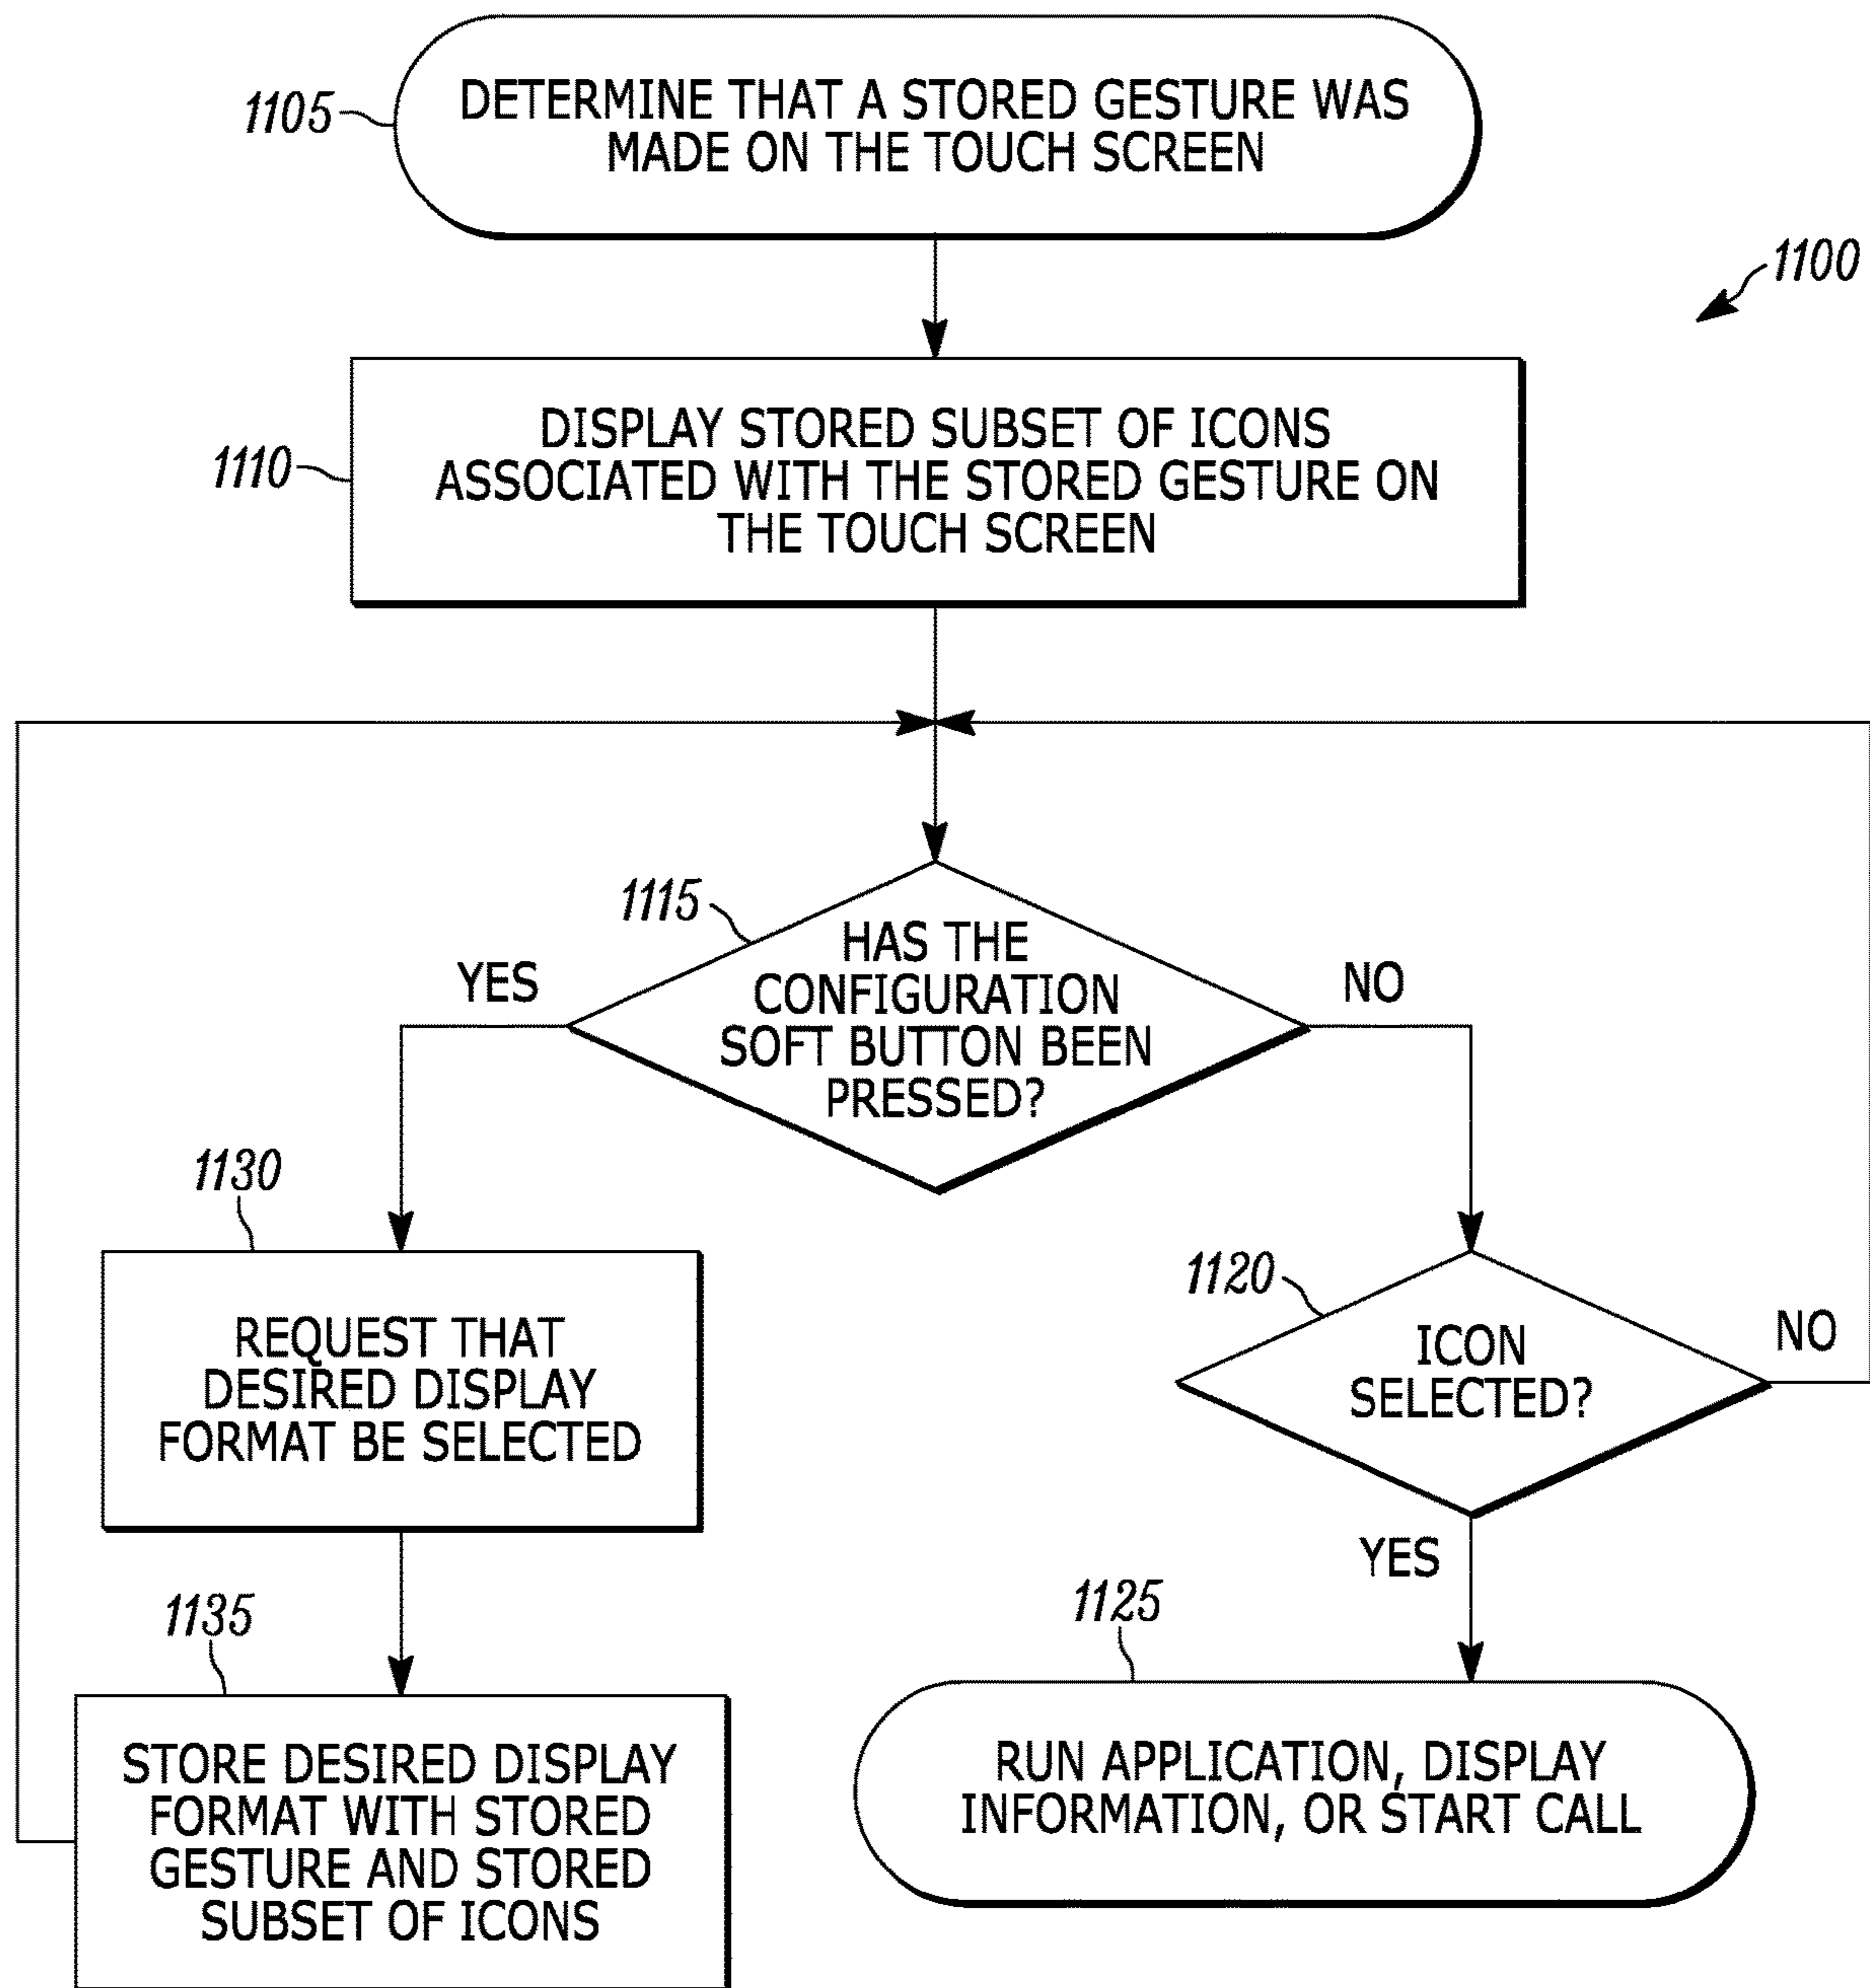 1105
DETERMINE THAT A STORED GESTURE WAS
MADE ON THE TOUCH SCREEN
1100
1110
DISPLAY STORED SUBSET OF ICONS
ASSOCIATED WITH THE STORED GESTURE ON
THE TOUCH SCREEN
1115
HAS THE
CONFIGURATION
SOFT BUTTON BEEN
PRESSED?
YES
NO
1130
REQUEST THAT
DESIRED DISPLAY
FORMAT BE SELECTED
1120
ICON
SELECTED?
NO
YES
1135
STORE DESIRED DISPLAY
FORMAT WITH STORED
GESTURE AND STORED
SUBSET OF ICONS
1125
RUN APPLICATION, DISPLAY
INFORMATION, OR START CALL